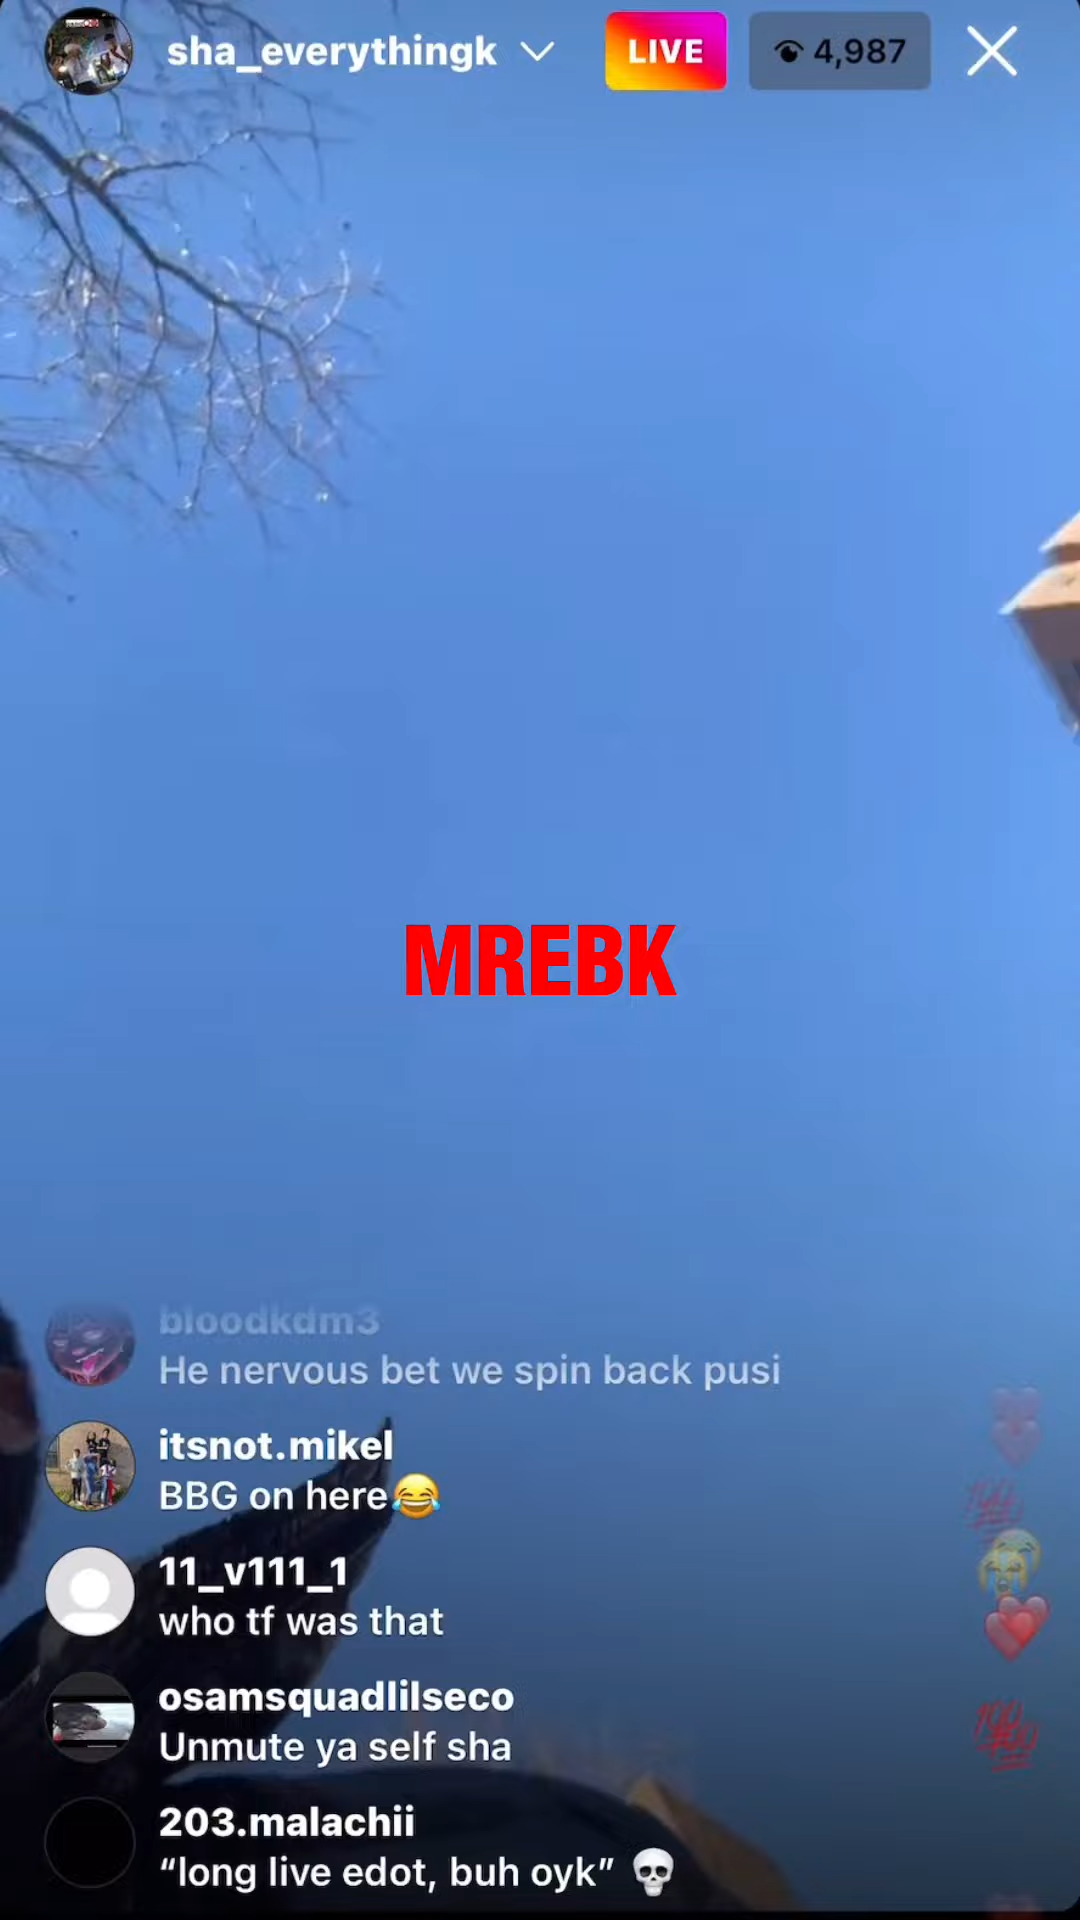 sha_everythingk
LIVE
4,987
MREBK
bloodkdm3
He nervous bet we spin back pusi
itsnot.mikel
BBG on here😂
11_v111_1
who tf was that
osamsquadlilseco
Unmute ya self sha
203.malachii
“long live edot, buh oyk” 💀